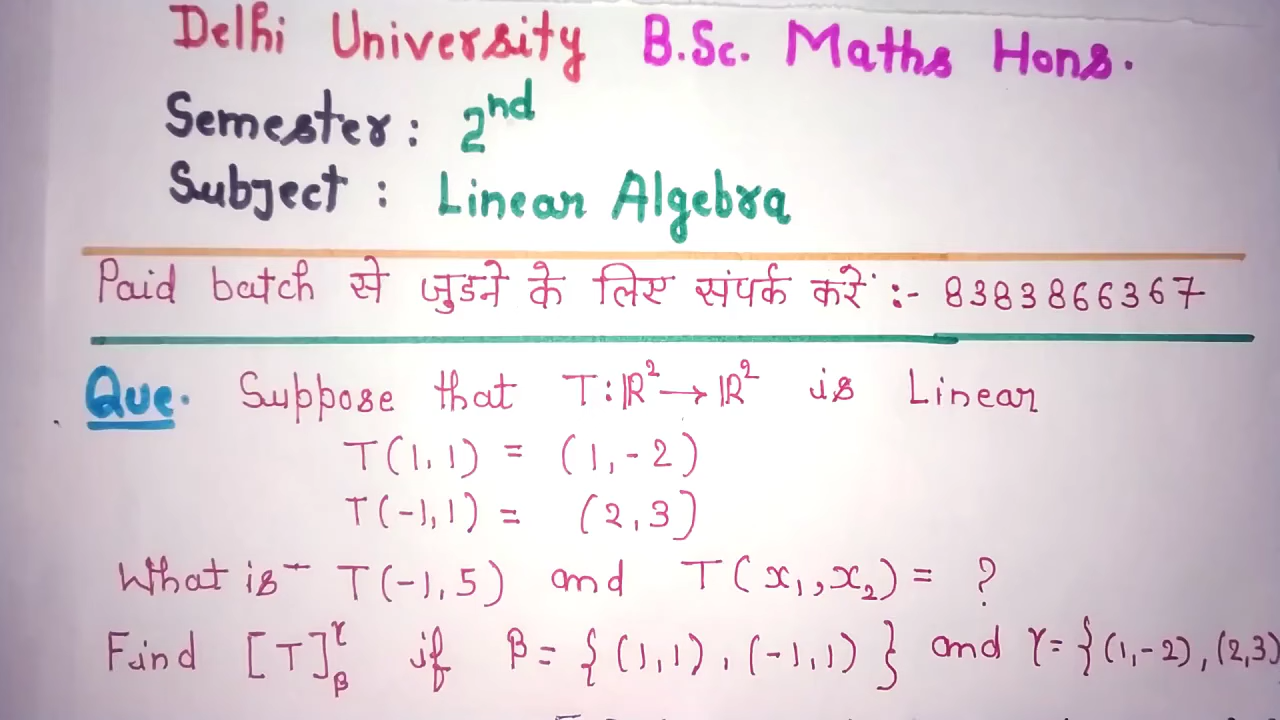 Delhi University B.Sc. Maths Hons.
Semester: 2nd
Subject: Linear Algebra
Paid batch से जुडने के लिए संपर्क करें :- 8383866367
Que. Suppose that T:ℝ²→ℝ² is Linear
T(1,1) = (1,-2)
T(-1,1) = (2,3)
What is T(-1,5) and T(x₁,x₂) = ?
Find [T]ᵞᵦ if β = {(1,1), (-1,1)} and γ = {(1,-2), (2,3)